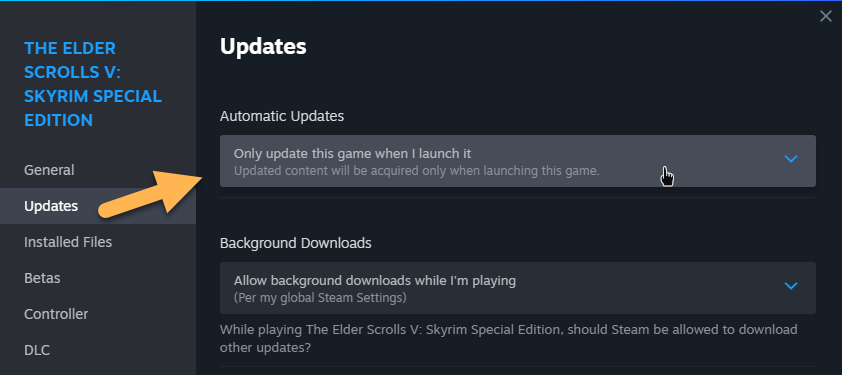 THE ELDER
SCROLLS V:
SKYRIM SPECIAL
EDITION
General
Updates
Installed Files
Betas
Controller
DLC
Updates
Automatic Updates
Only update this game when I launch it
Updated content will be acquired only when launching this game.
Background Downloads
Allow background downloads while I'm playing
(Per my global Steam Settings)
While playing The Elder Scrolls V: Skyrim Special Edition, should Steam be allowed to download
other updates?